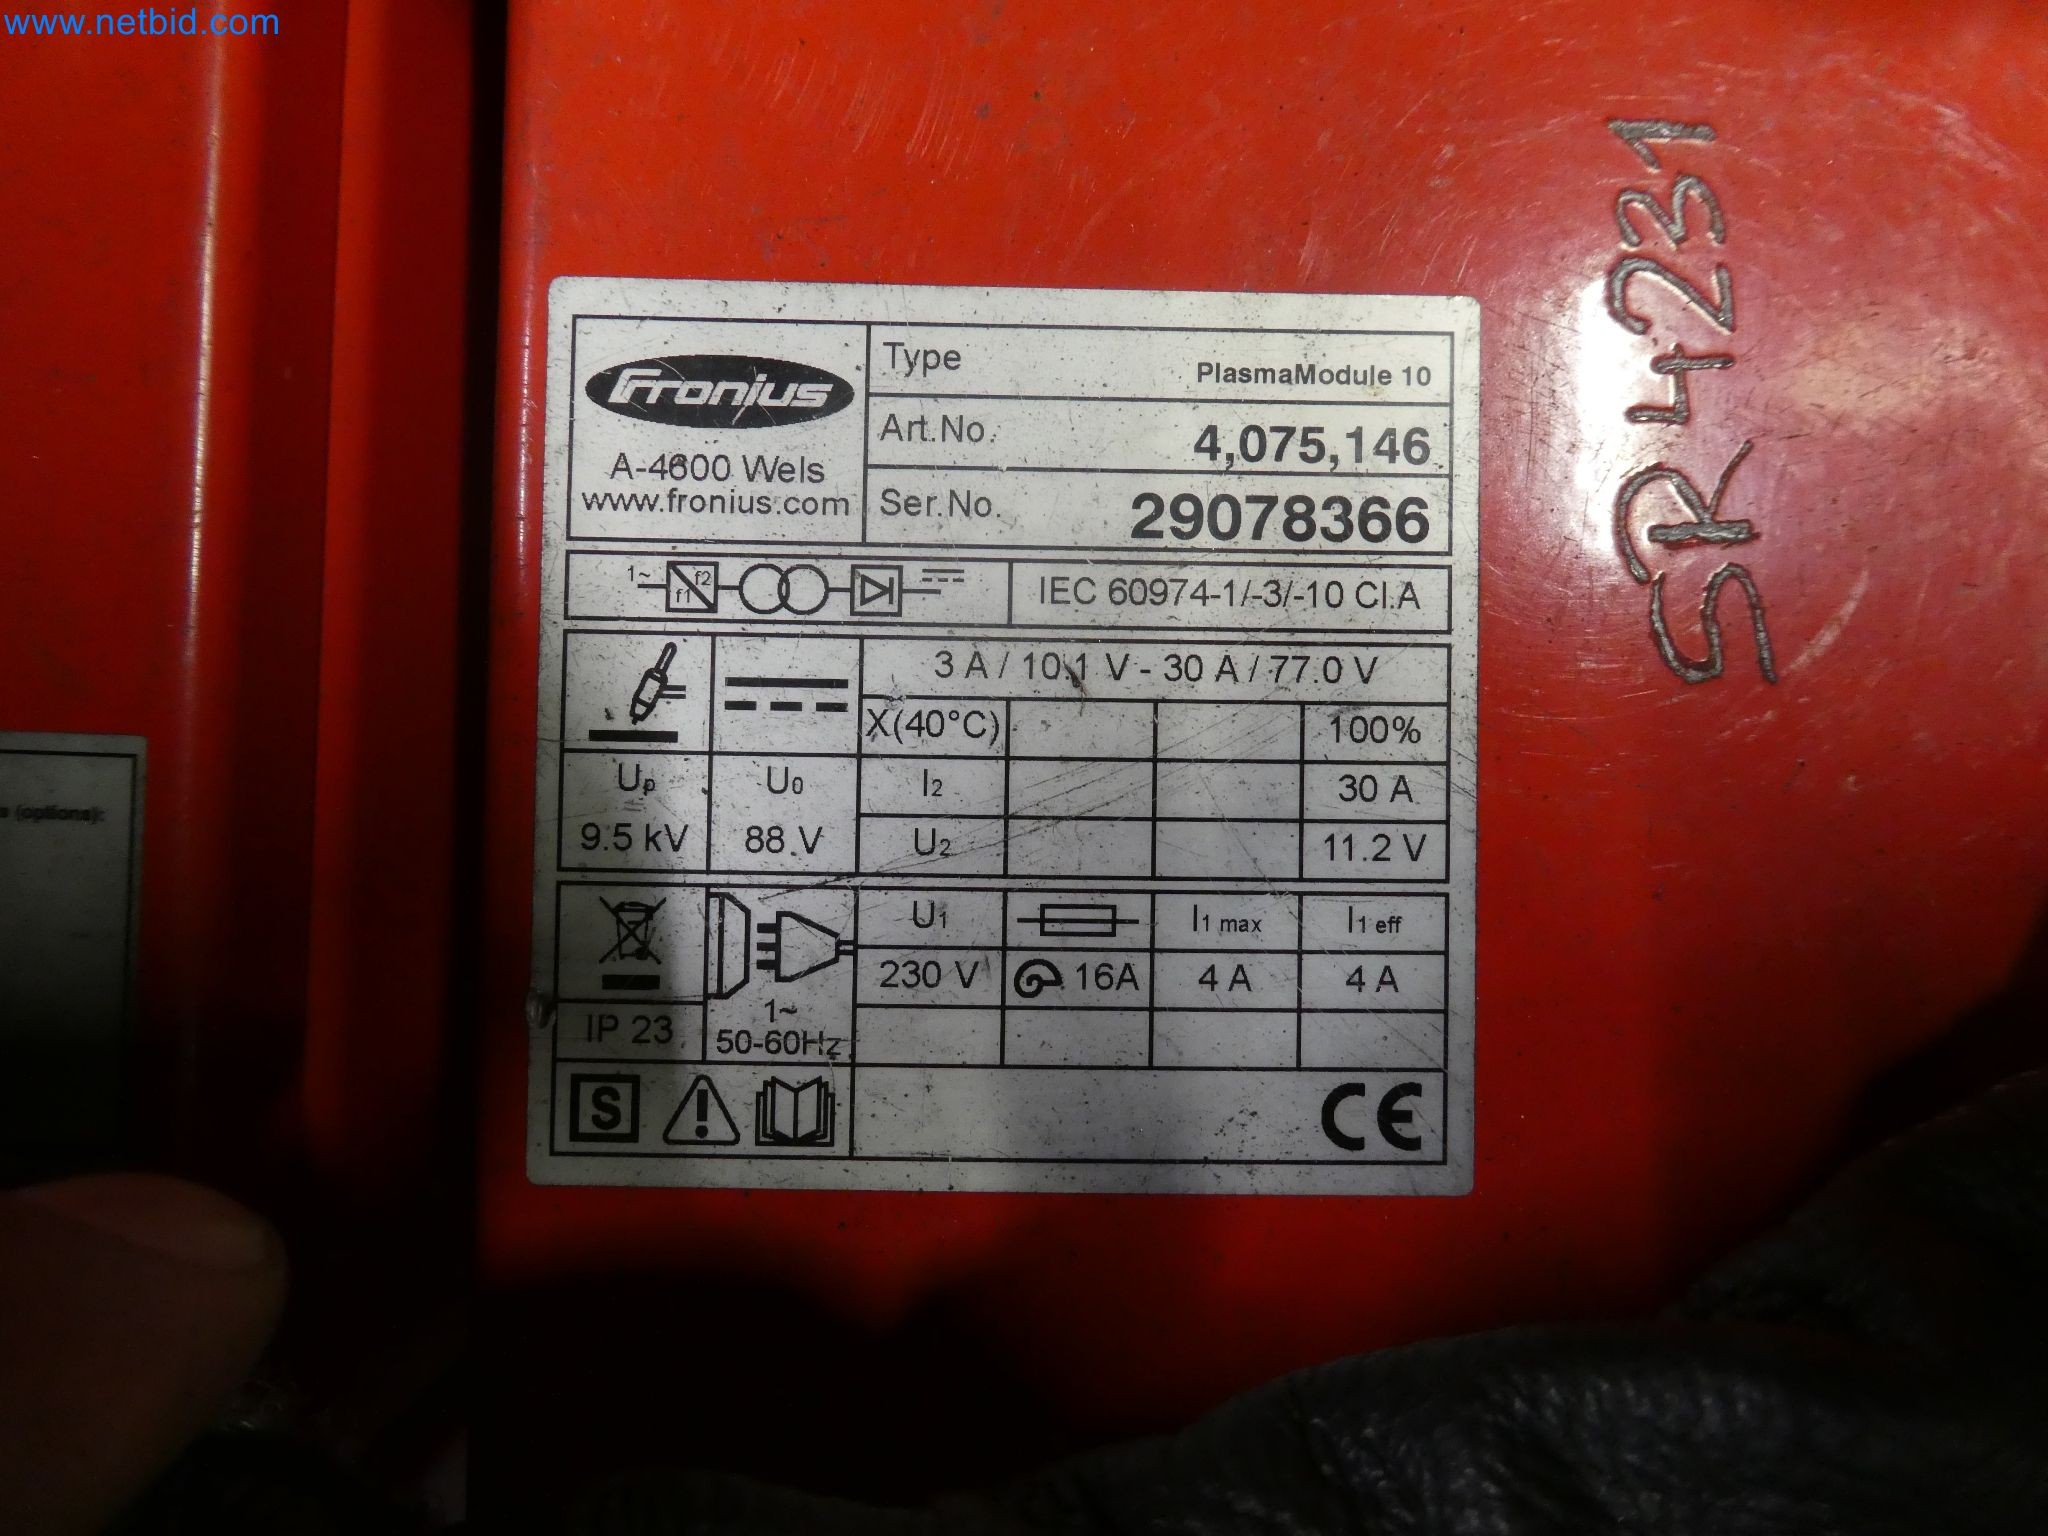 www.netbid.com
Fronius
A-4600 Wels
www.fronius.com
Type PlasmaModule 10
Art.No. 4,075,146
Ser.No. 29078366
1~ f1 f2 IEC 60974-1/-3/-10 Cl.A
3 A / 10.1 V - 30 A / 77.0 V
X(40°C) 100%
Up U0 I2 30 A
9.5 kV 88 V U2 11.2 V
U1 I1 max I1 eff
230 V 16A 4 A 4 A
IP 23 1~ 50-60Hz
S CE
SR 4231
(options):